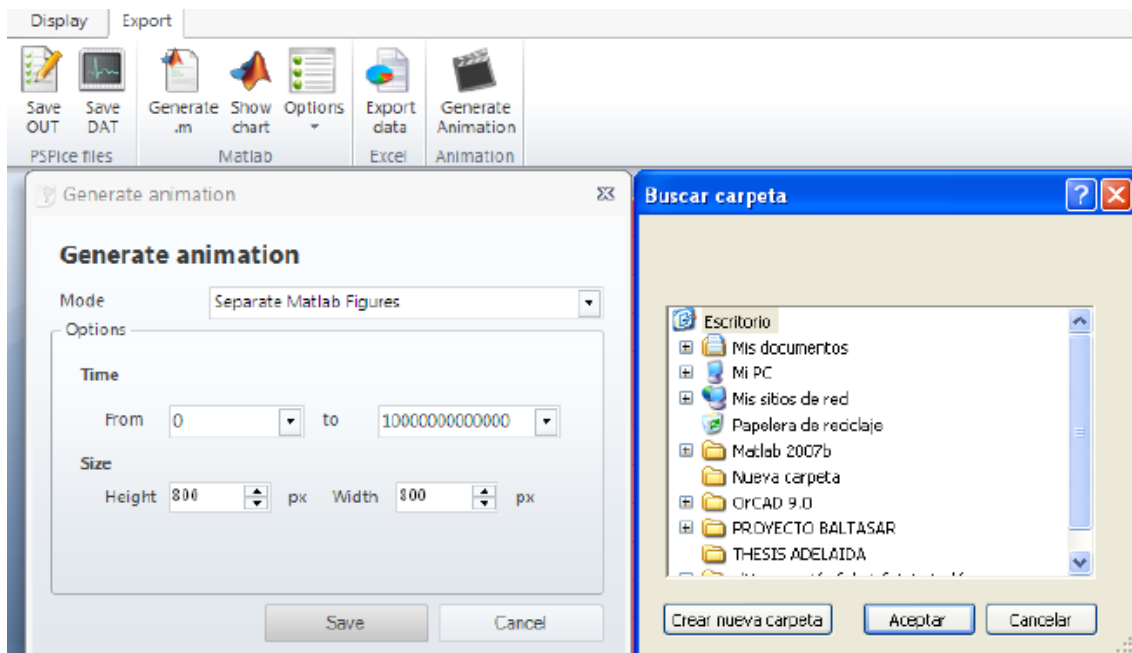 Display Export
Save OUT
Save DAT
Generate .m
Show chart
Options
Export data
Generate Animation
PSPice files
Matlab
Excel
Animation
Generate animation
Generate animation
Mode Separate Matlab Figures
Options
Time
From 0 to 10000000000000
Size
Height 800 px Width 800 px
Save Cancel
Buscar carpeta
Escritorio
Mis documentos
Mi PC
Mis sitios de red
Papelera de reciclaje
Matlab 2007b
Nueva carpeta
OrCAD 9.0
PROYECTO BALTASAR
THESIS ADELAIDA
Crear nueva carpeta Aceptar Cancelar